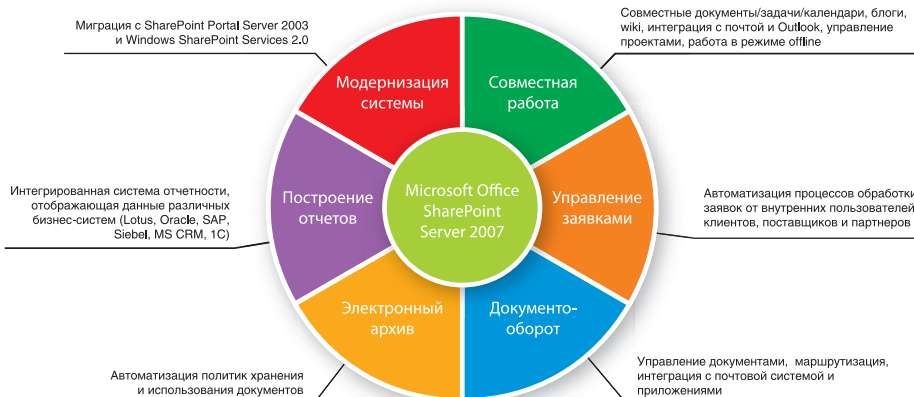 Миграция с SharePoint Portal Server 2003
и Windows SharePoint Services 2.0
Совместные документы/задачи/календари, блоги,
wiki, интеграция с почтой и Outlook, управление
проектами, работа в режиме offline
Модернизация
системы
Совместная
работа
Интегрированная система отчетности,
отображающая данные различных
бизнес-систем (Lotus, Oracle, SAP,
Siebel, MS CRM, 1C)
Построение
отчетов
Microsoft Office
SharePoint
Server 2007
Управление
заявками
Автоматизация процессов обработки
заявок от внутренних пользователей
клиентов, поставщиков и партнеров
Электронный
архив
Документо-
оборот
Автоматизация политик хранения
и использования документов
Управление документами, маршрутизация,
интеграция с почтовой системой и
приложениями